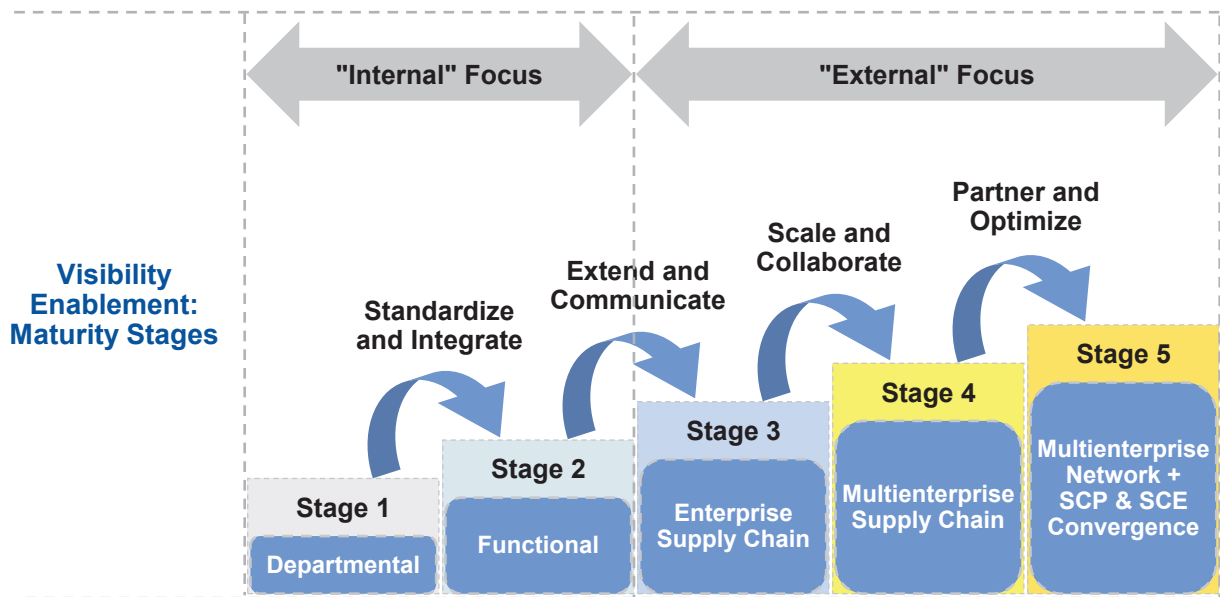 "Internal" Focus
"External" Focus
Visibility
Enablement:
Maturity Stages
Standardize
and Integrate
Extend and
Communicate
Scale and
Collaborate
Partner and
Optimize
Stage 1
Departmental
Stage 2
Functional
Stage 3
Enterprise
Supply Chain
Stage 4
Multienterprise
Supply Chain
Stage 5
Multienterprise
Network +
SCP & SCE
Convergence